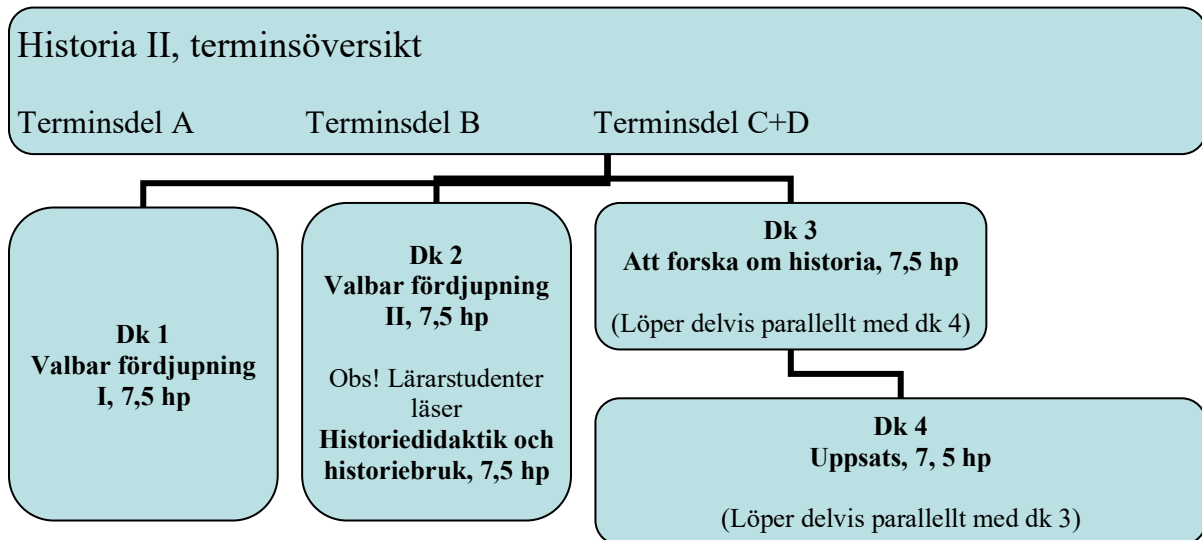 Historia II, terminsöversikt
Terminsdel A Terminsdel B Terminsdel C+D
Dk 1
Valbar fördjupning
I, 7,5 hp
Dk 2
Valbar fördjupning
II, 7,5 hp
Obs! Lärarstudenter
läser
Historiedidaktik och
historiebruk, 7,5 hp
Dk 3
Att forska om historia, 7,5 hp
(Löper delvis parallellt med dk 4)
Dk 4
Uppsats, 7, 5 hp
(Löper delvis parallellt med dk 3)